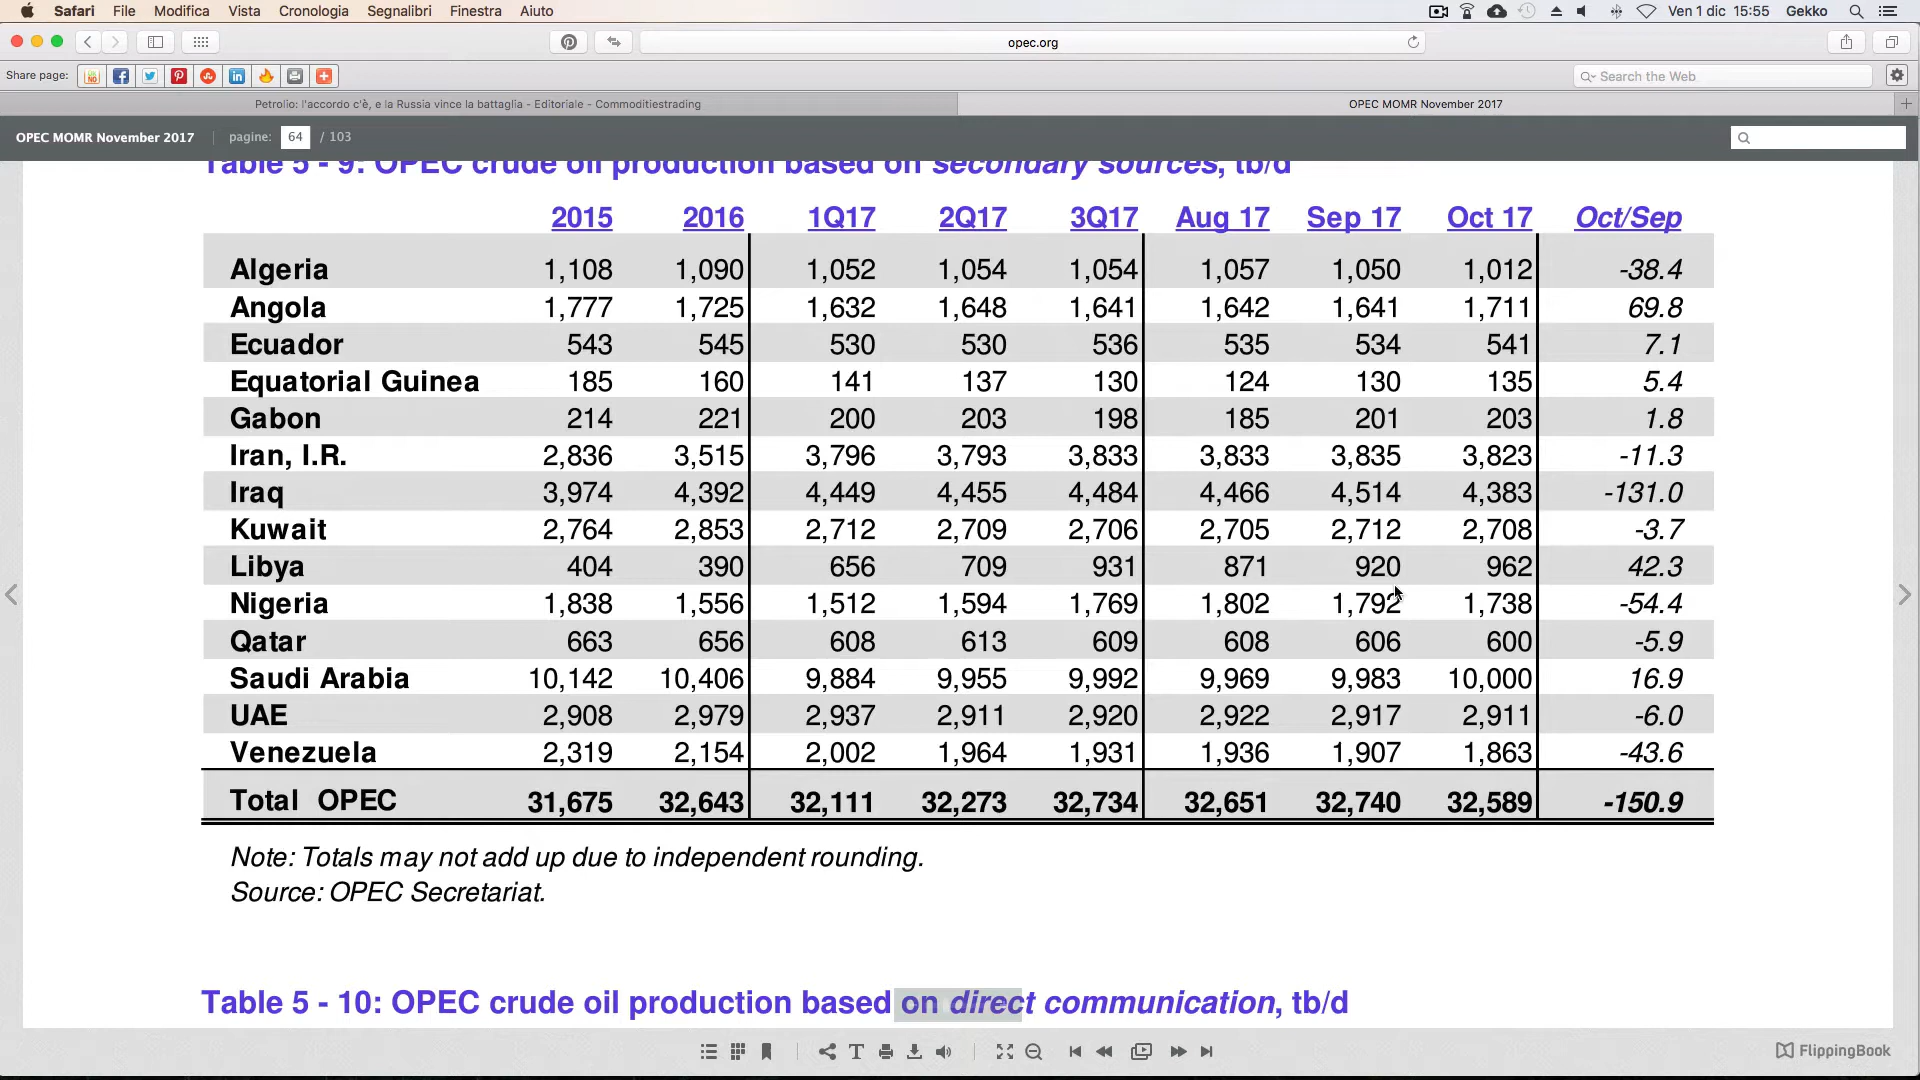 Safari File Modifica Vista Cronologia Segnalibri Finestra Aiuto Ven 1 dic 15:55 Gekko
opec.org
Share page: Search the Web
Petrolio: l'accordo c'è, e la Russia vince la battaglia - Editoriale - Commoditiestrading OPEC MOMR November 2017
OPEC MOMR November 2017 pagine: 64 / 103
Table 5 - 9: OPEC crude oil production based on secondary sources, tb/d
2015 2016 1Q17 2Q17 3Q17 Aug 17 Sep 17 Oct 17 Oct/Sep
Algeria 1,108 1,090 1,052 1,054 1,054 1,057 1,050 1,012 -38.4
Angola 1,777 1,725 1,632 1,648 1,641 1,642 1,641 1,711 69.8
Ecuador 543 545 530 530 536 535 534 541 7.1
Equatorial Guinea 185 160 141 137 130 124 130 135 5.4
Gabon 214 221 200 203 198 185 201 203 1.8
Iran, I.R. 2,836 3,515 3,796 3,793 3,833 3,833 3,835 3,823 -11.3
Iraq 3,974 4,392 4,449 4,455 4,484 4,466 4,514 4,383 -131.0
Kuwait 2,764 2,853 2,712 2,709 2,706 2,705 2,712 2,708 -3.7
Libya 404 390 656 709 931 871 920 962 42.3
Nigeria 1,838 1,556 1,512 1,594 1,769 1,802 1,792 1,738 -54.4
Qatar 663 656 608 613 609 608 606 600 -5.9
Saudi Arabia 10,142 10,406 9,884 9,955 9,992 9,969 9,983 10,000 16.9
UAE 2,908 2,979 2,937 2,911 2,920 2,922 2,917 2,911 -6.0
Venezuela 2,319 2,154 2,002 1,964 1,931 1,936 1,907 1,863 -43.6
Total OPEC 31,675 32,643 32,111 32,273 32,734 32,651 32,740 32,589 -150.9
Note: Totals may not add up due to independent rounding.
Source: OPEC Secretariat.
Table 5 - 10: OPEC crude oil production based on direct communication, tb/d
FlippingBook